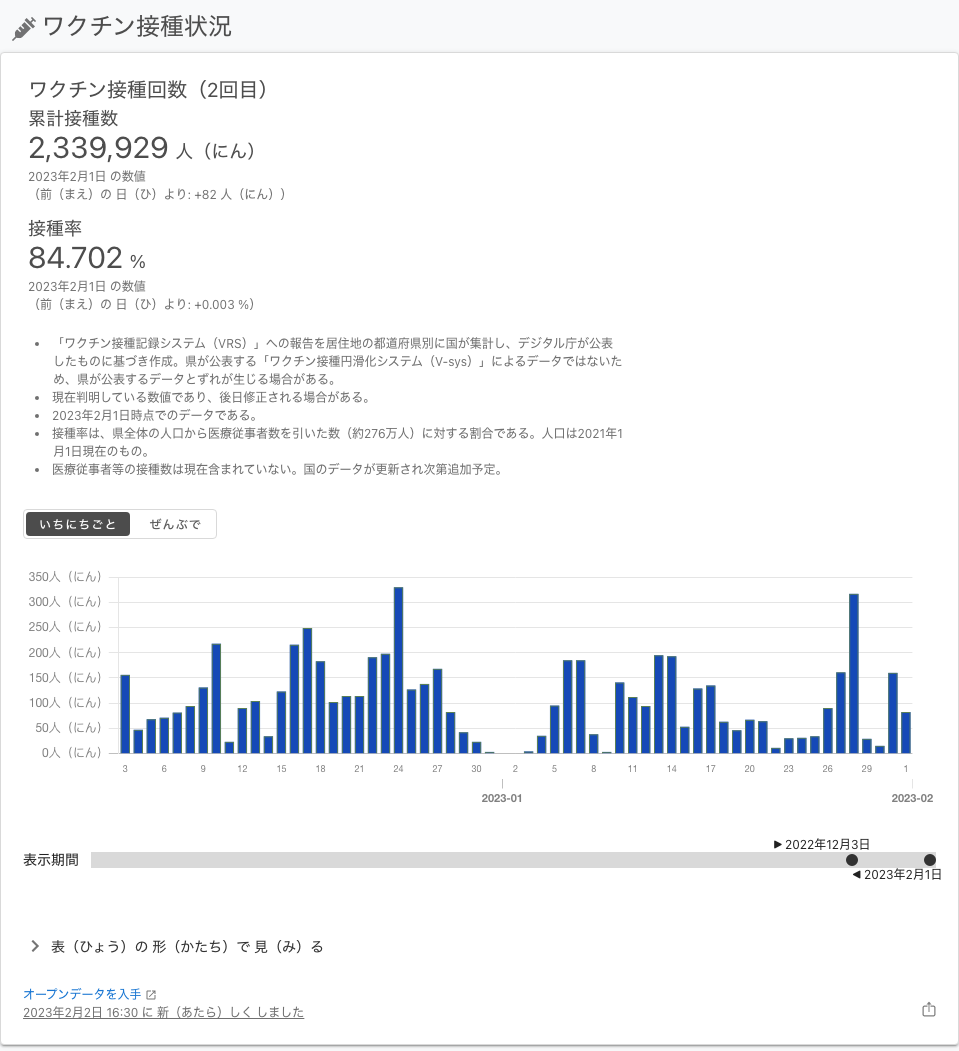 ワクチン接種状況
ワクチン接種回数（2回目）
累計接種数
2,339,929 人（にん）
2023年2月1日 の数値
（前（まえ）の 日（ひ）より: +82 人（にん））
接種率
84.702 %
2023年2月1日 の数値
（前（まえ）の 日（ひ）より: +0.003 %）
• 「ワクチン接種記録システム（VRS）」への報告を居住地の都道府県別に国が集計し、デジタル庁が公表
したものに基づき作成。県が公表する「ワクチン接種円滑化システム（V-sys）」によるデータではないた
め、県が公表するデータとずれが生じる場合がある。
• 現在判明している数値であり、後日修正される場合がある。
• 2023年2月1日時点でのデータである。
• 接種率は、県全体の人口から医療従事者数を引いた数（約276万人）に対する割合である。人口は2021年1
月1日現在のもの。
• 医療従事者等の接種数は現在含まれていない。国のデータが更新され次第追加予定。
いちにちごと ぜんぶで
350人（にん）
300人（にん）
250人（にん）
200人（にん）
150人（にん）
100人（にん）
50人（にん）
0人（にん）
3 6 9 12 15 18 21 24 27 30 2 5 8 11 14 17 20 23 26 29 1
2023-01 2023-02
▶ 2022年12月3日
表示期間
◀ 2023年2月1日
表（ひょう）の 形（かたち）で 見（み）る
オープンデータを入手
2023年2月2日 16:30 に 新（あたら）しく しました